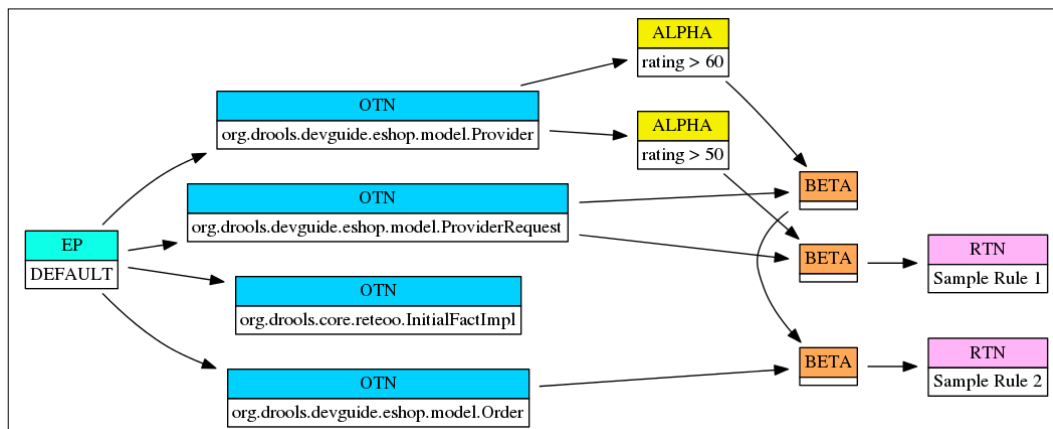 ALPHA
rating > 60
OTN
org.drools.devguide.eshop.model.Provider
ALPHA
rating > 50
OTN
org.drools.devguide.eshop.model.ProviderRequest
BETA
EP
DEFAULT
BETA
RTN
Sample Rule 1
OTN
org.drools.core.reteoo.InitialFactImpl
BETA
RTN
Sample Rule 2
OTN
org.drools.devguide.eshop.model.Order